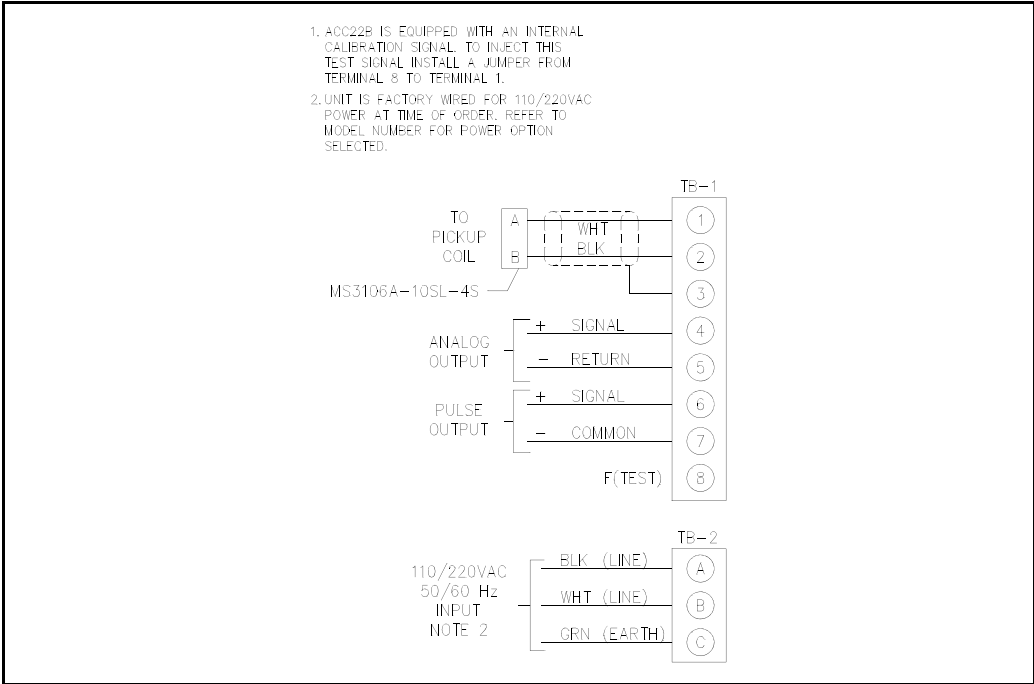 1. ACC22B IS EQUIPPED WITH AN INTERNAL
CALIBRATION SIGNAL. TO INJECT THIS
TEST SIGNAL INSTALL A JUMPER FROM
TERMINAL 8 TO TERMINAL 1.
2. UNIT IS FACTORY WIRED FOR 110/220VAC
POWER AT TIME OF ORDER. REFER TO
MODEL NUMBER FOR POWER OPTION
SELECTED.
TB-1
TO
PICKUP
COIL
A
WHT
1
B
BLK
2
MS3106A-10SL-4S
3
ANALOG
OUTPUT
+ SIGNAL
4
- RETURN
5
PULSE
OUTPUT
+ SIGNAL
6
- COMMON
7
F(TEST)
8
TB-2
110/220VAC
50/60 Hz
INPUT
NOTE 2
BLK (LINE)
A
WHT (LINE)
B
GRN (EARTH)
C